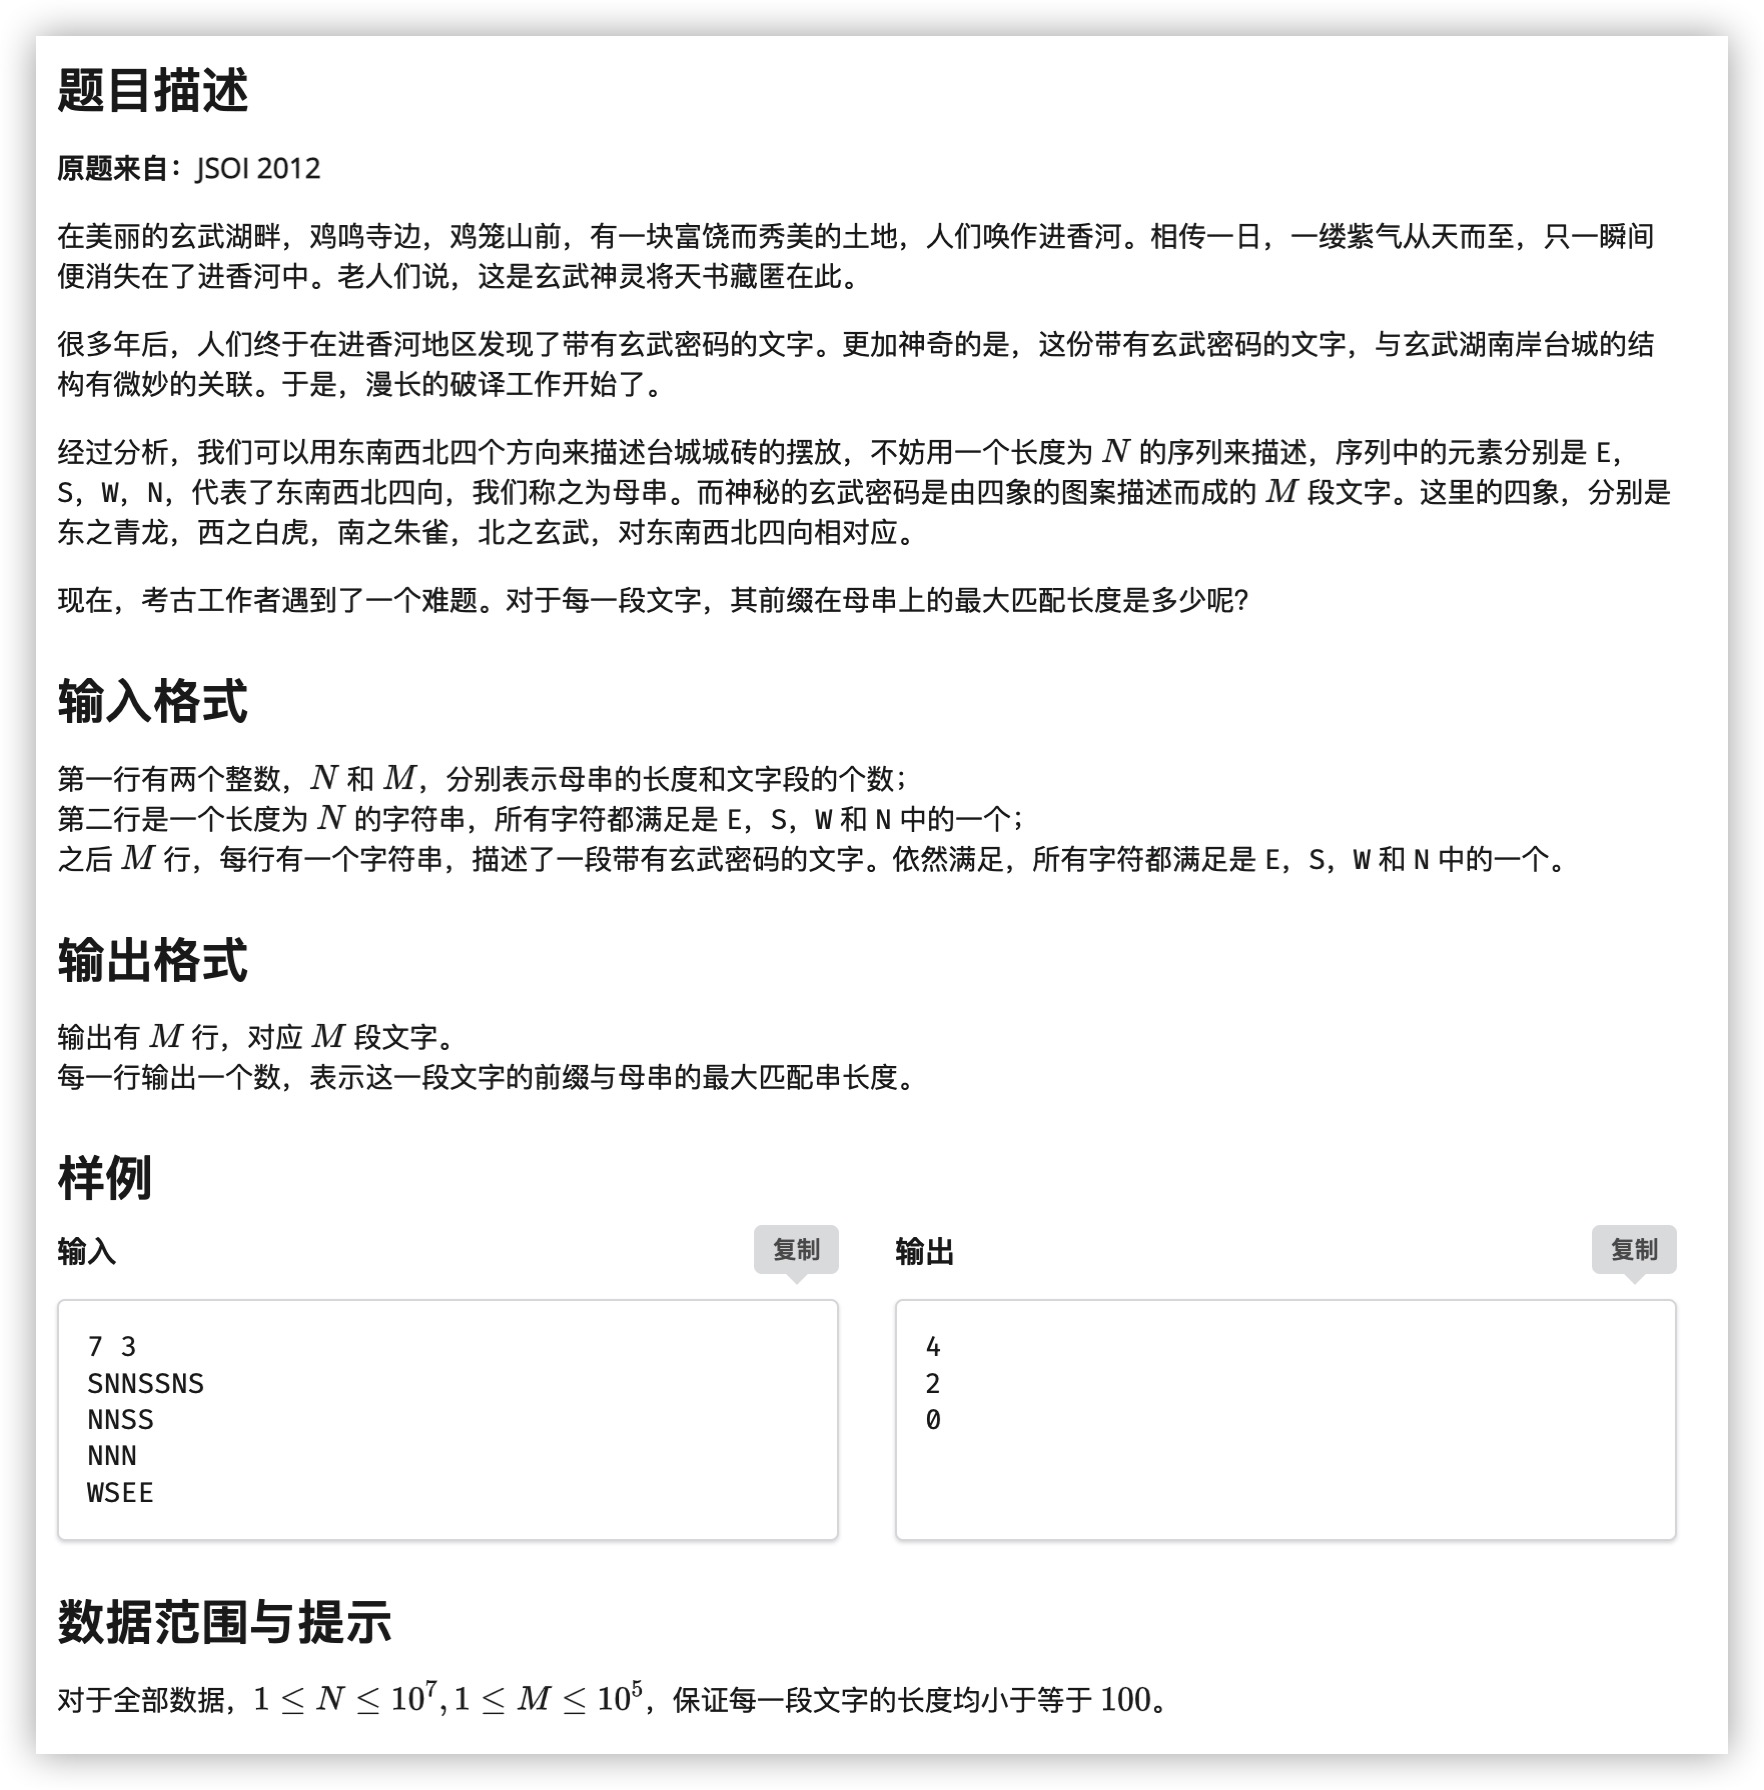 题目描述
原题来自：JSOI 2012
在美丽的玄武湖畔，鸡鸣寺边，鸡笼山前，有一块富饶而秀美的土地，人们唤作进香河。相传一日，一缕紫气从天而至，只一瞬间
便消失在了进香河中。老人们说，这是玄武神灵将天书藏匿在此。
很多年后，人们终于在进香河地区发现了带有玄武密码的文字。更加神奇的是，这份带有玄武密码的文字，与玄武湖南岸台城的结
构有微妙的关联。于是，漫长的破译工作开始了。
经过分析，我们可以用东南西北四个方向来描述台城城砖的摆放，不妨用一个长度为 N 的序列来描述，序列中的元素分别是 E，
S，W，N，代表了东南西北四向，我们称之为母串。而神秘的玄武密码是由四象的图案描述而成的 M 段文字。这里的四象，分别是
东之青龙，西之白虎，南之朱雀，北之玄武，对东南西北四向相对应。
现在，考古工作者遇到了一个难题。对于每一段文字，其前缀在母串上的最大匹配长度是多少呢？
输入格式
第一行有两个整数，N 和 M，分别表示母串的长度和文字段的个数；
第二行是一个长度为 N 的字符串，所有字符都满足是 E，S，W 和 N 中的一个；
之后 M 行，每行有一个字符串，描述了一段带有玄武密码的文字。依然满足，所有字符都满足是 E，S，W 和 N 中的一个。
输出格式
输出有 M 行，对应 M 段文字。
每一行输出一个数，表示这一段文字的前缀与母串的最大匹配串长度。
样例
输入 复制
7 3
SNNSSNS
NNSS
NNN
WSEE
输出 复制
4
2
0
数据范围与提示
对于全部数据，1 ≤ N ≤ 10⁷, 1 ≤ M ≤ 10⁵，保证每一段文字的长度均小于等于 100。